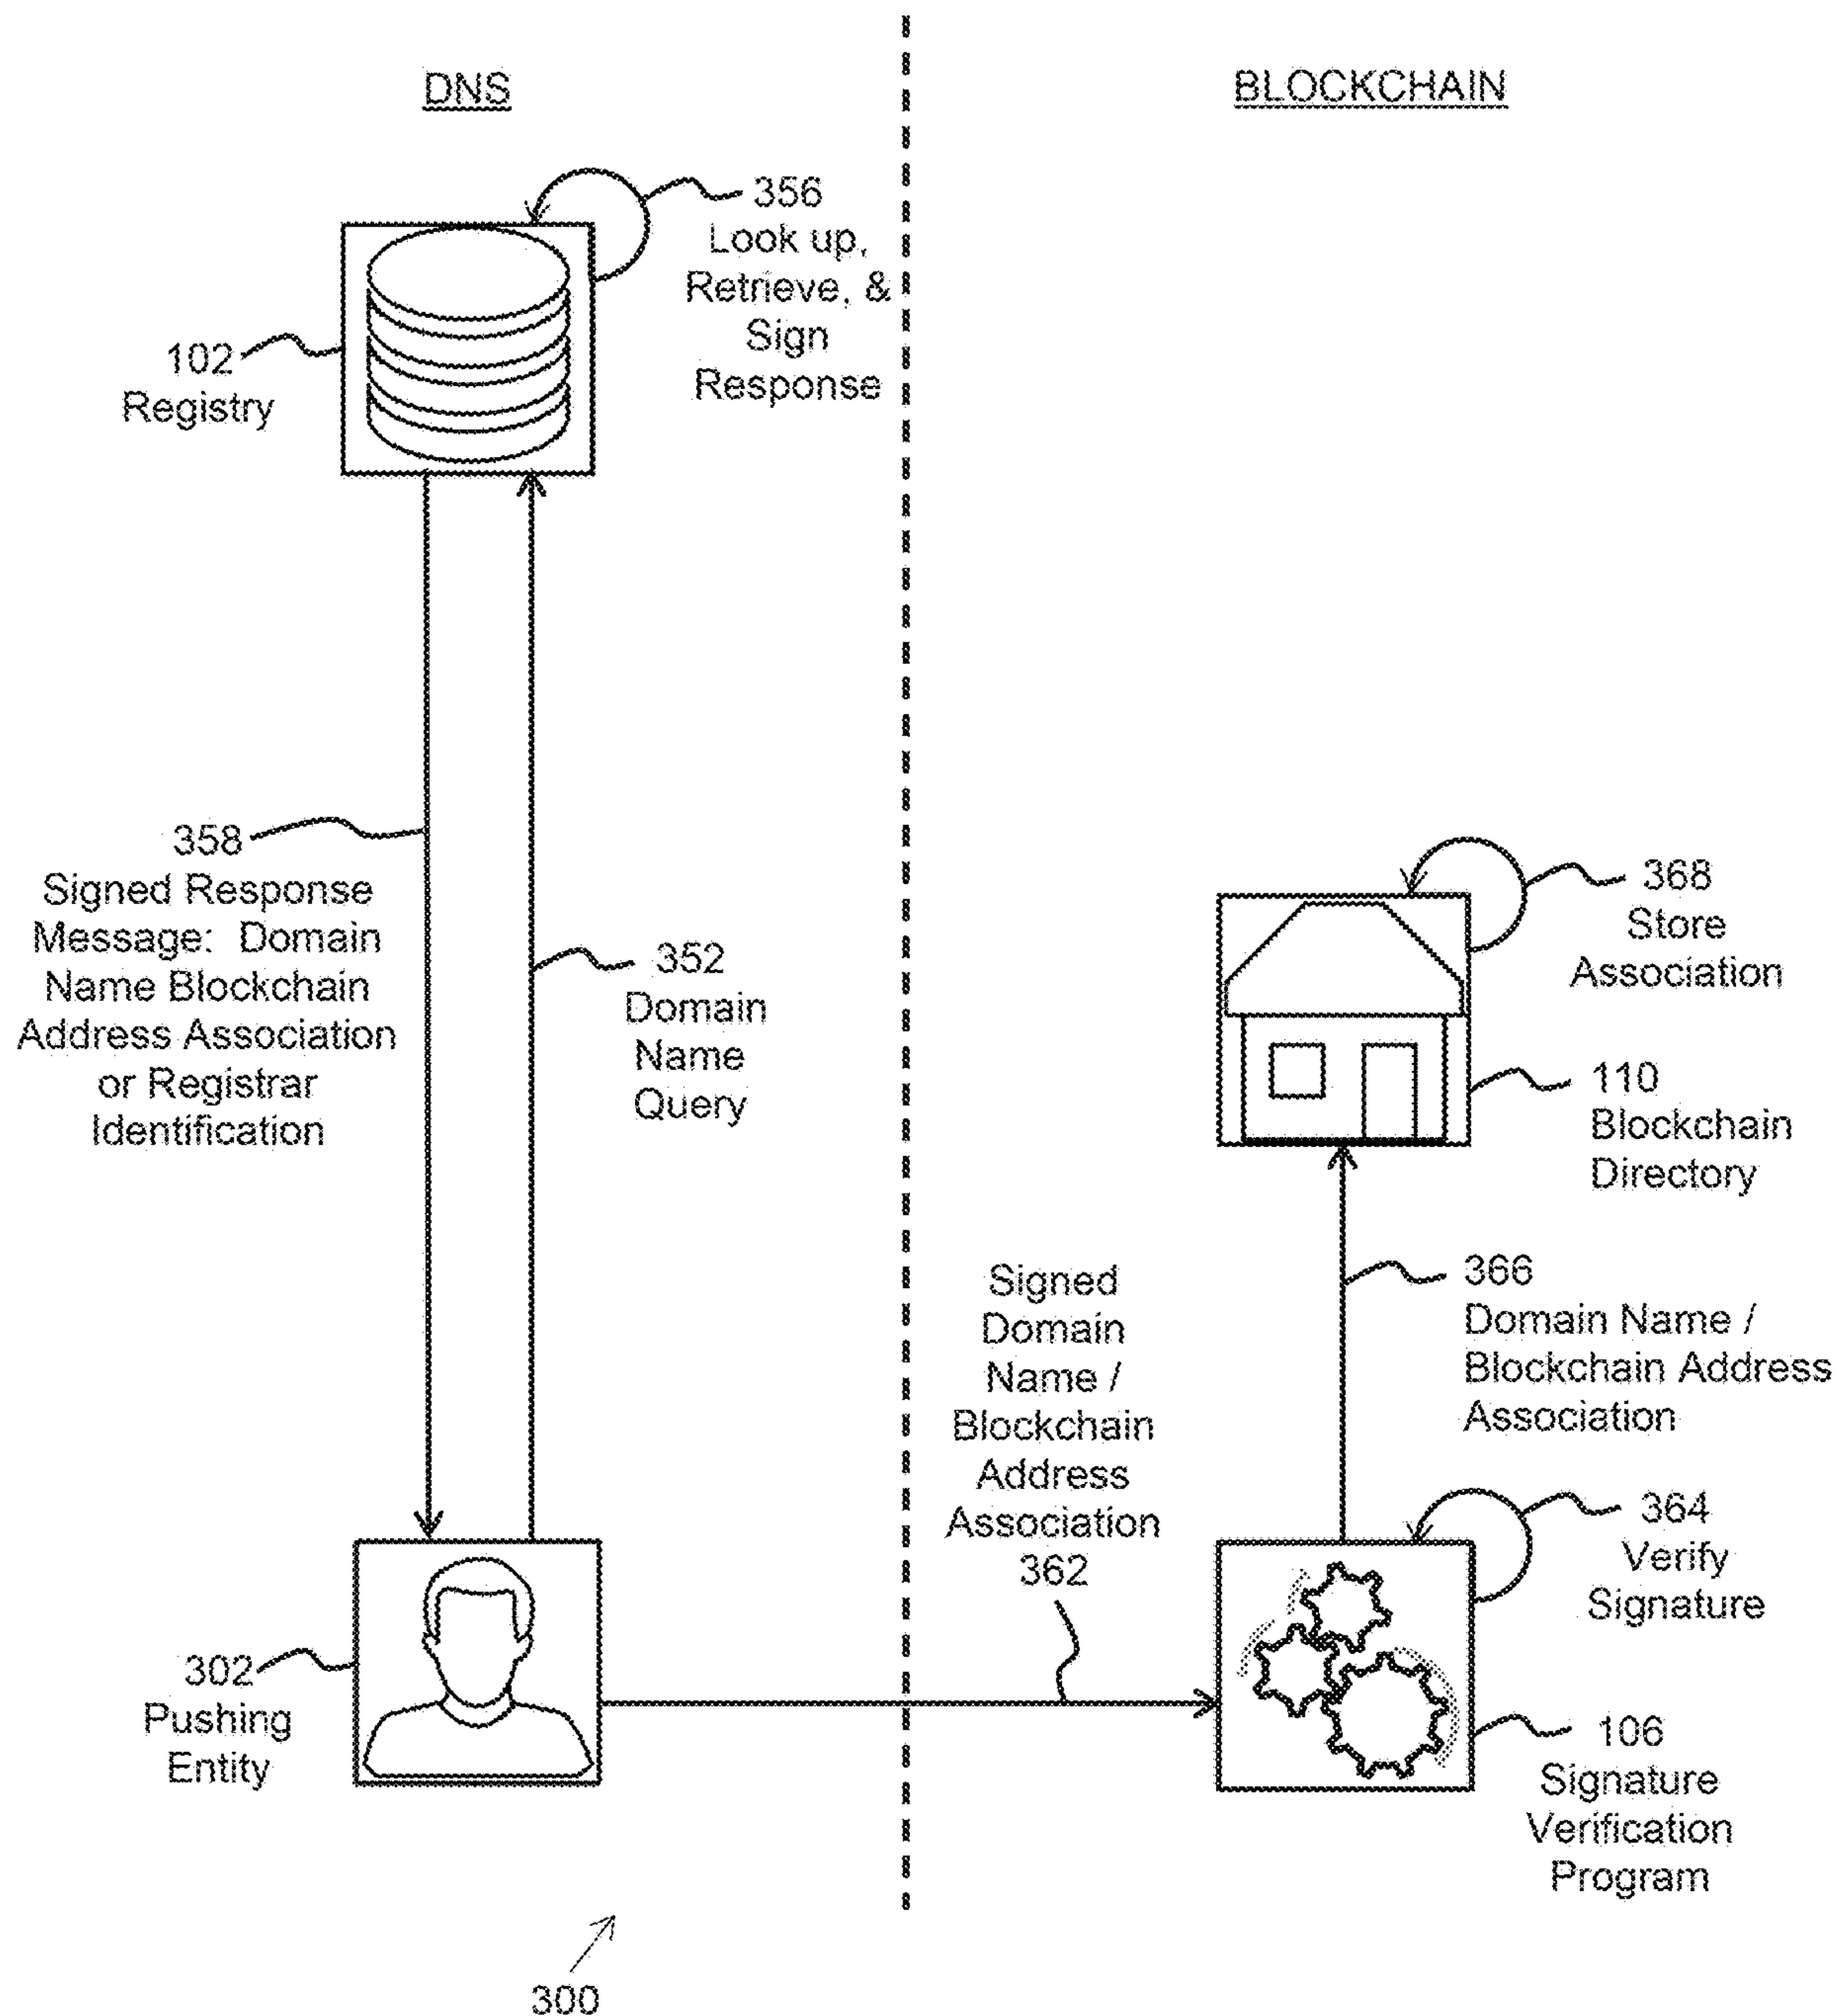 DNS
BLOCKCHAIN
356
Look up,
Retrieve, &
Sign
Response
102
Registry
358
Signed Response
Message: Domain
Name Blockchain
Address Association
or Registrar
Identification
352
Domain
Name
Query
368
Store
Association
110
Blockchain
Directory
Signed
Domain
Name /
Blockchain
Address
Association
362
366
Domain Name /
Blockchain Address
Association
364
Verify
Signature
302
Pushing
Entity
106
Signature
Verification
Program
300